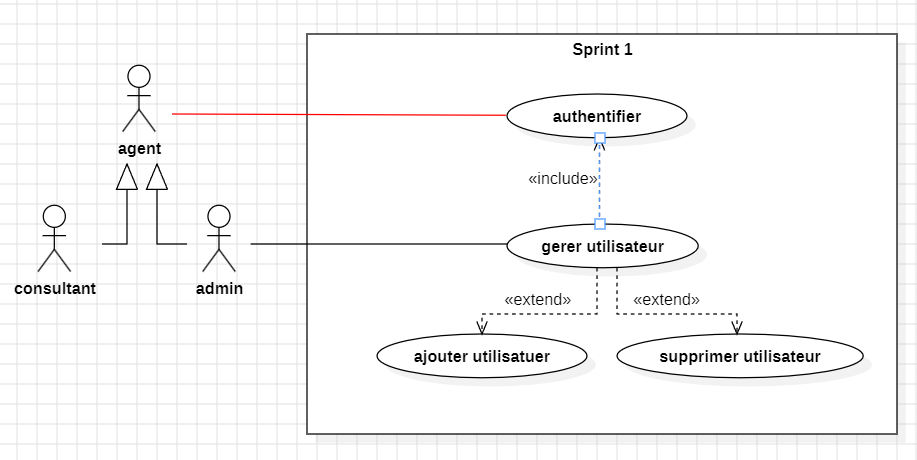 Sprint 1
authentifier
agent
«include»
gerer utilisateur
consultant
admin
«extend»
«extend»
ajouter utilisatuer
supprimer utilisateur